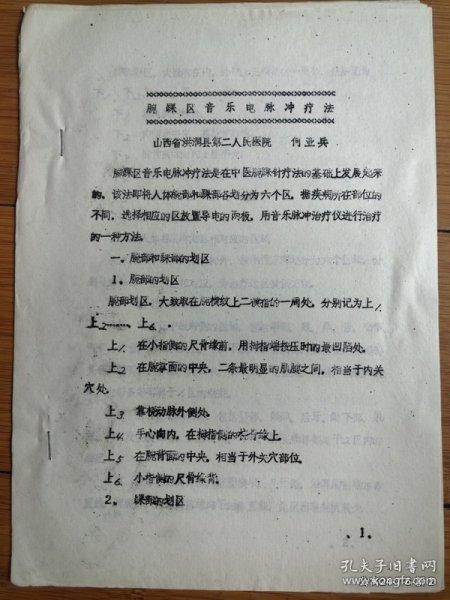 腕踝区音乐电脉冲疗法
山西省洪洞县第二人民医院 何亚兵
腕踝区音乐电脉冲疗法是在中医腕踝针疗法的基础上发展起来
的。该法即将人体腕部和踝部各划分为六个区，据疾病所在部位的
不同，选择相应的区放置导电的两极，用音乐脉冲治疗仪进行治疗
的一种方法。
一、腕部和踝部的划区
1、腕部的划区
腕部划区，大致取在腕横纹上二横指的一周处，分别记为上1
上2……上6
上1 在小指侧的尺骨缘前，用拇指端按压时的最凹陷处。
上2 在腕掌面的中央，二条最明显的肌腱之间，相当于内关
穴处。
上3 靠桡动脉外侧处。
上4 手心向内，在拇指侧的桡骨缘上。
上5 在腕背面的中央，相当于外关穴部位。
上6 小指侧的尺骨缘背。
2、踝部的划区
、1、
孔夫子旧书网